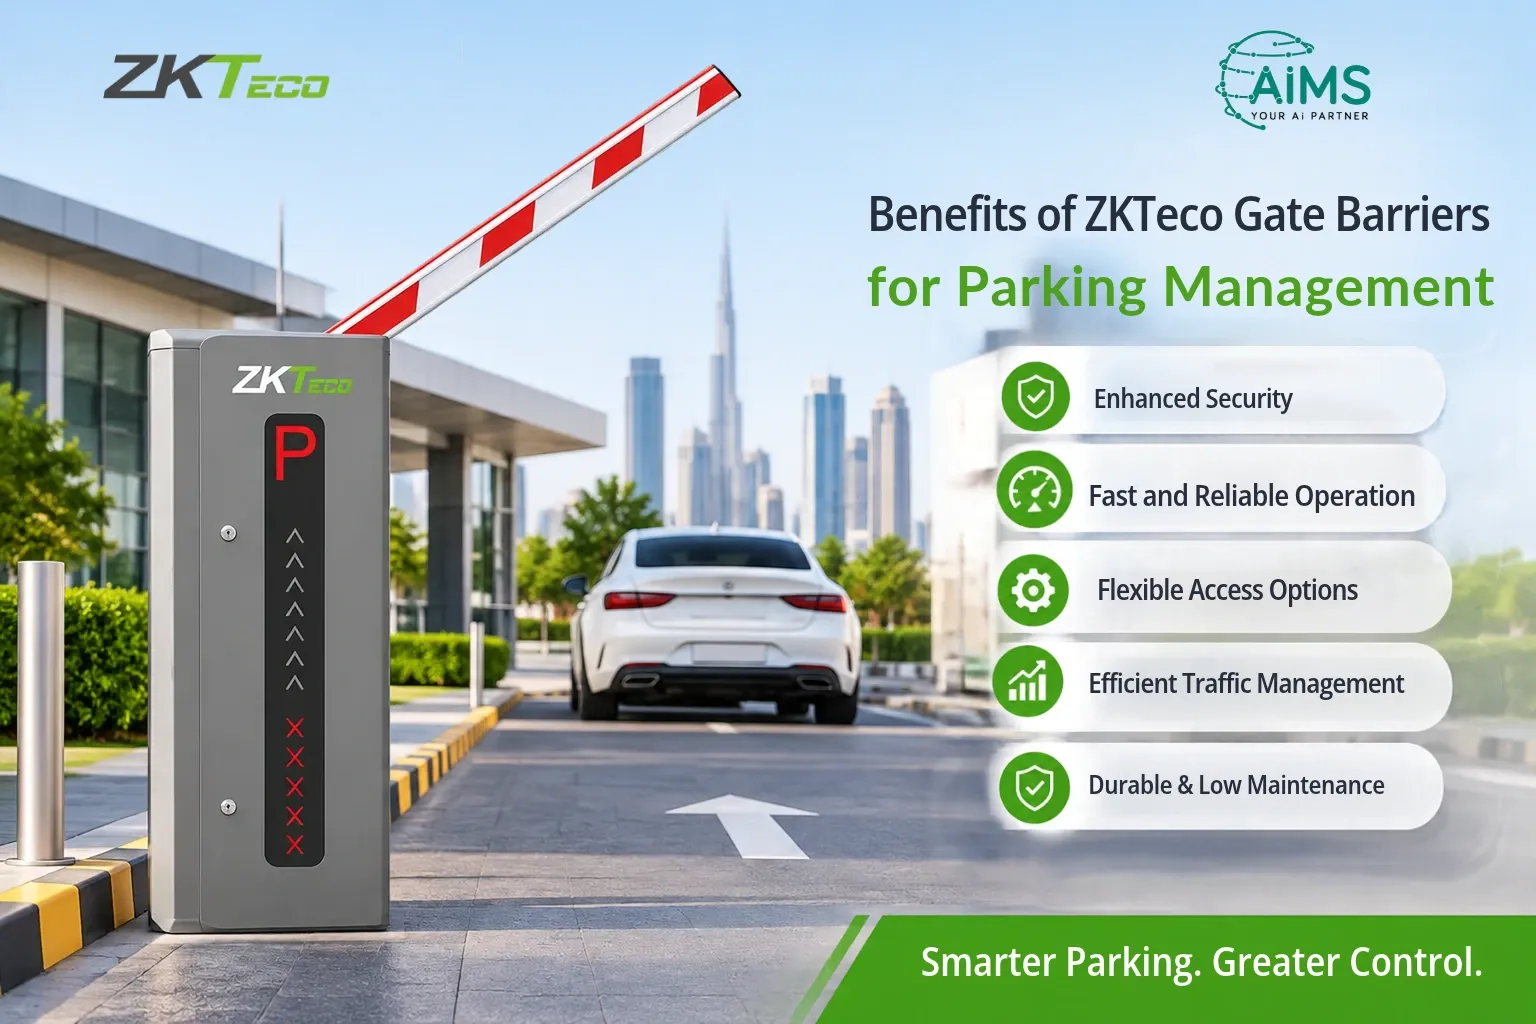 ZKTeco
AiMS
YOUR Ai PARTNER
Benefits of ZKTeco Gate Barriers
for Parking Management
ZKTeco
P
Enhanced Security
Fast and Reliable Operation
Flexible Access Options
Efficient Traffic Management
Durable & Low Maintenance
Smarter Parking. Greater Control.